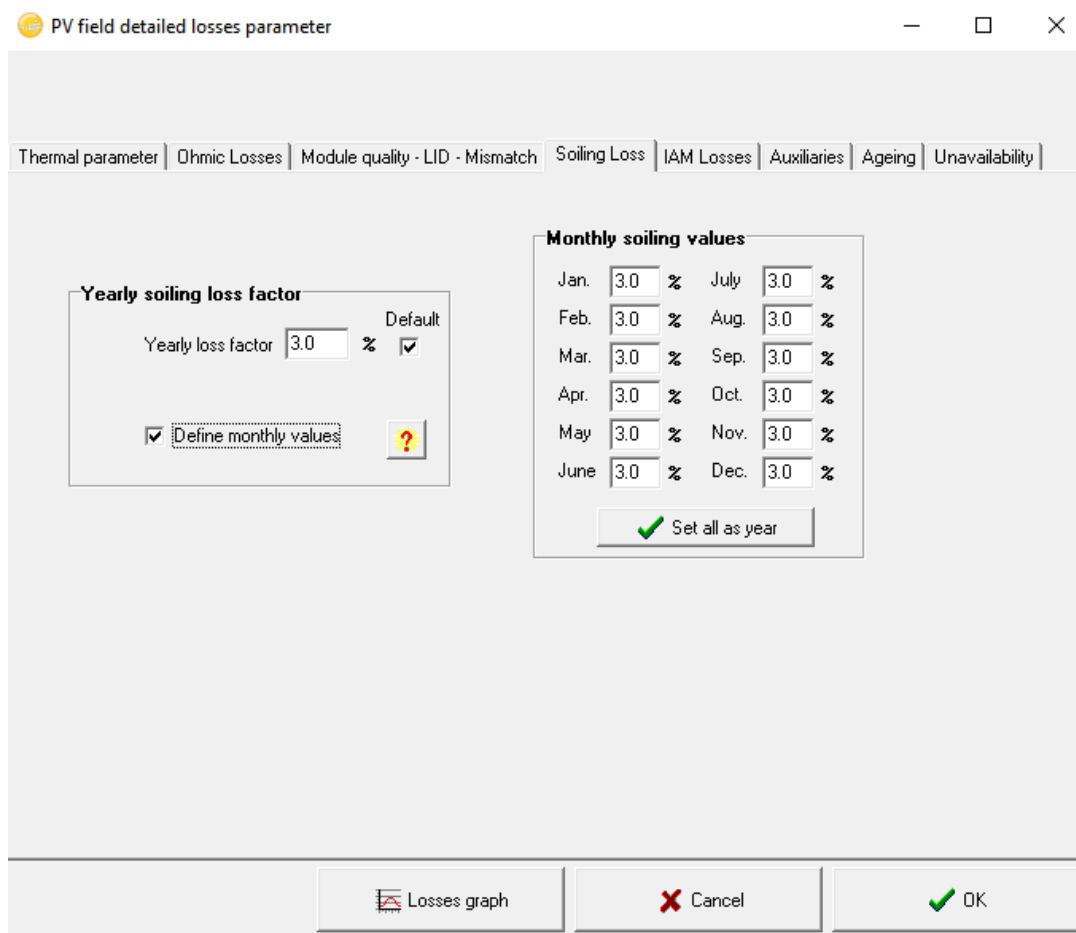 PV field detailed losses parameter
Thermal parameter Ohmic Losses Module quality - LID - Mismatch Soiling Loss IAM Losses Auxiliaries Ageing Unavailability
Yearly soiling loss factor
Default
Yearly loss factor 3.0 %
Define monthly values ?
Monthly soiling values
Jan. 3.0 % July 3.0 %
Feb. 3.0 % Aug. 3.0 %
Mar. 3.0 % Sep. 3.0 %
Apr. 3.0 % Oct. 3.0 %
May 3.0 % Nov. 3.0 %
June 3.0 % Dec. 3.0 %
Set all as year
Losses graph Cancel OK